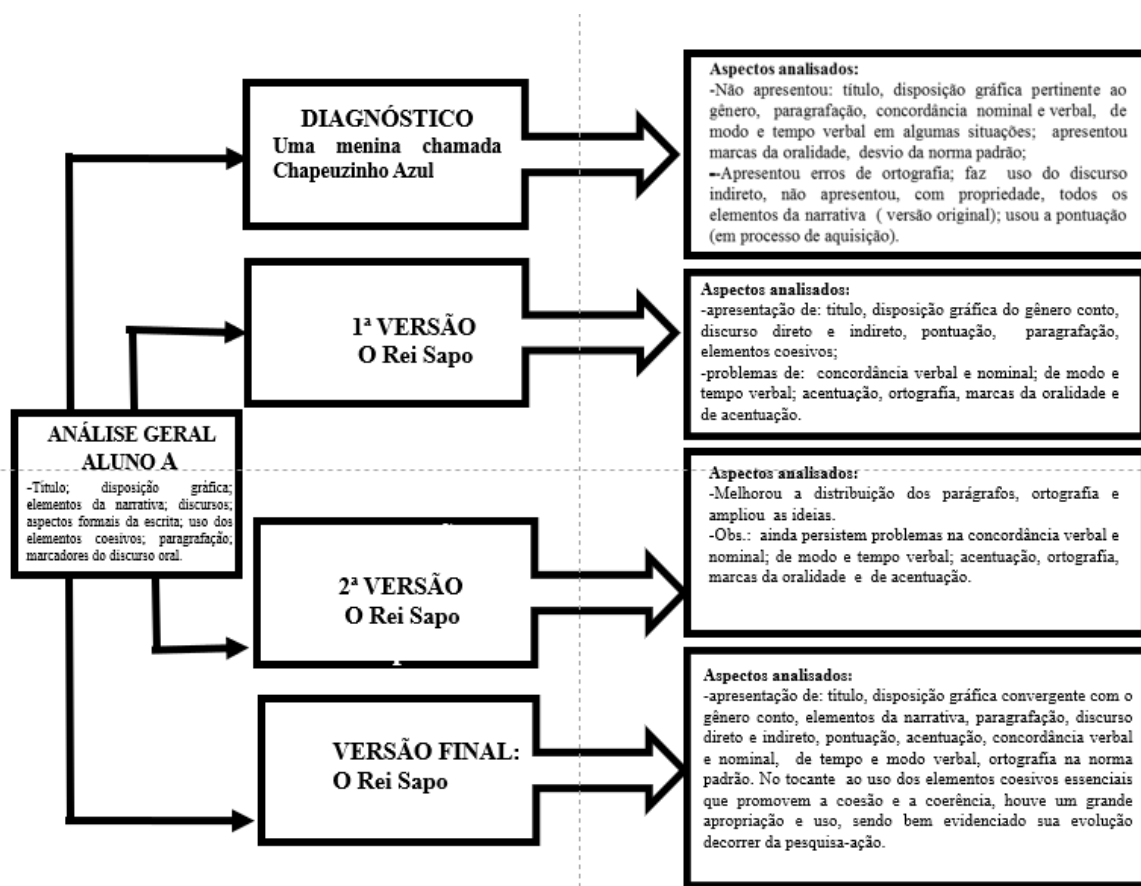 DIAGNÓSTICO
Uma menina chamada
Chapeuzinho Azul
Aspectos analisados:
-Não apresentou: título, disposição gráfica pertinente ao
gênero, paragrafação, concordância nominal e verbal, de
modo e tempo verbal em algumas situações; apresentou
marcas da oralidade, desvio da norma padrão;
--Apresentou erros de ortografia; faz uso do discurso
indireto, não apresentou, com propriedade, todos os
elementos da narrativa ( versão original); usou a pontuação
(em processo de aquisição).
1ª VERSÃO
O Rei Sapo
Aspectos analisados:
-apresentação de: titulo, disposição gráfica do gênero conto,
discurso direto e indireto, pontuação, paragrafação,
elementos coesivos;
-problemas de: concordância verbal e nominal; de modo e
tempo verbal; acentuação, ortografía, marcas da oralidade e
de acentuação.
ANÁLISE GERAL
ALUNO A
-Titulo; disposição gráfica;
elementos da narrativa; discursos;
aspectos formais da escrita; uso dos
elementos coesivos; paragrafação;
marcadores do discurso oral.
2ª VERSÃO
O Rei Sapo
Aspectos analisados:
-Melhorou a distribuição dos parágrafos, ortografia e
ampliou as ideias.
-Obs.: ainda persistem problemas na concordância verbal e
nominal; de modo e tempo verbal; acentuação, ortografia,
marcas da oralidade e de acentuação.
VERSÃO FINAL:
O Rei Sapo
Aspectos analisados:
-apresentação de: título, disposição gráfica convergente com o
gênero conto, elementos da narrativa, paragrafação, discurso
direto e indireto, pontuação, acentuação, concordância verbal
e nominal, de tempo e modo verbal, ortografia na norma
padrão. No tocante ao uso dos elementos coesivos essenciais
que promovem a coesão e a coerência, houve um grande
apropriação e uso, sendo bem evidenciado sua evolução
decorrer da pesquisa-ação.